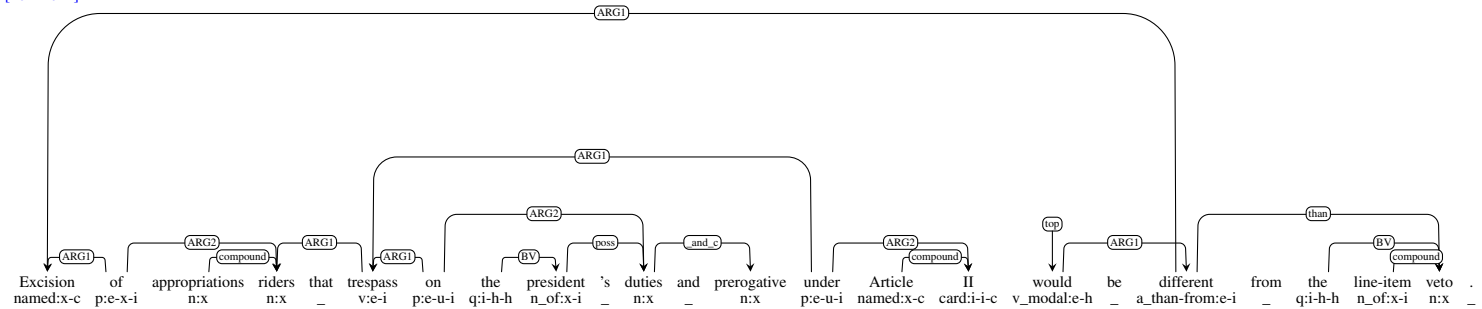 ARG1
ARG1
ARG2
top
than
ARG1 ARG2 compound ARG1 ARG1 BV poss _and_c ARG2 compound ARG1 BV compound
Excision of appropriations riders that trespass on the president 's duties and prerogative under Article II would be different from the line-item veto .
named:x-c p:e-x-i n:x n:x _ v:e-i p:e-u-i q:i-h-h n_of:x-i _ n:x _ n:x p:e-u-i named:x-c card:i-i-c v_modal:e-h _ a_than-from:e-i _ q:i-h-h n_of:x-i n:x _